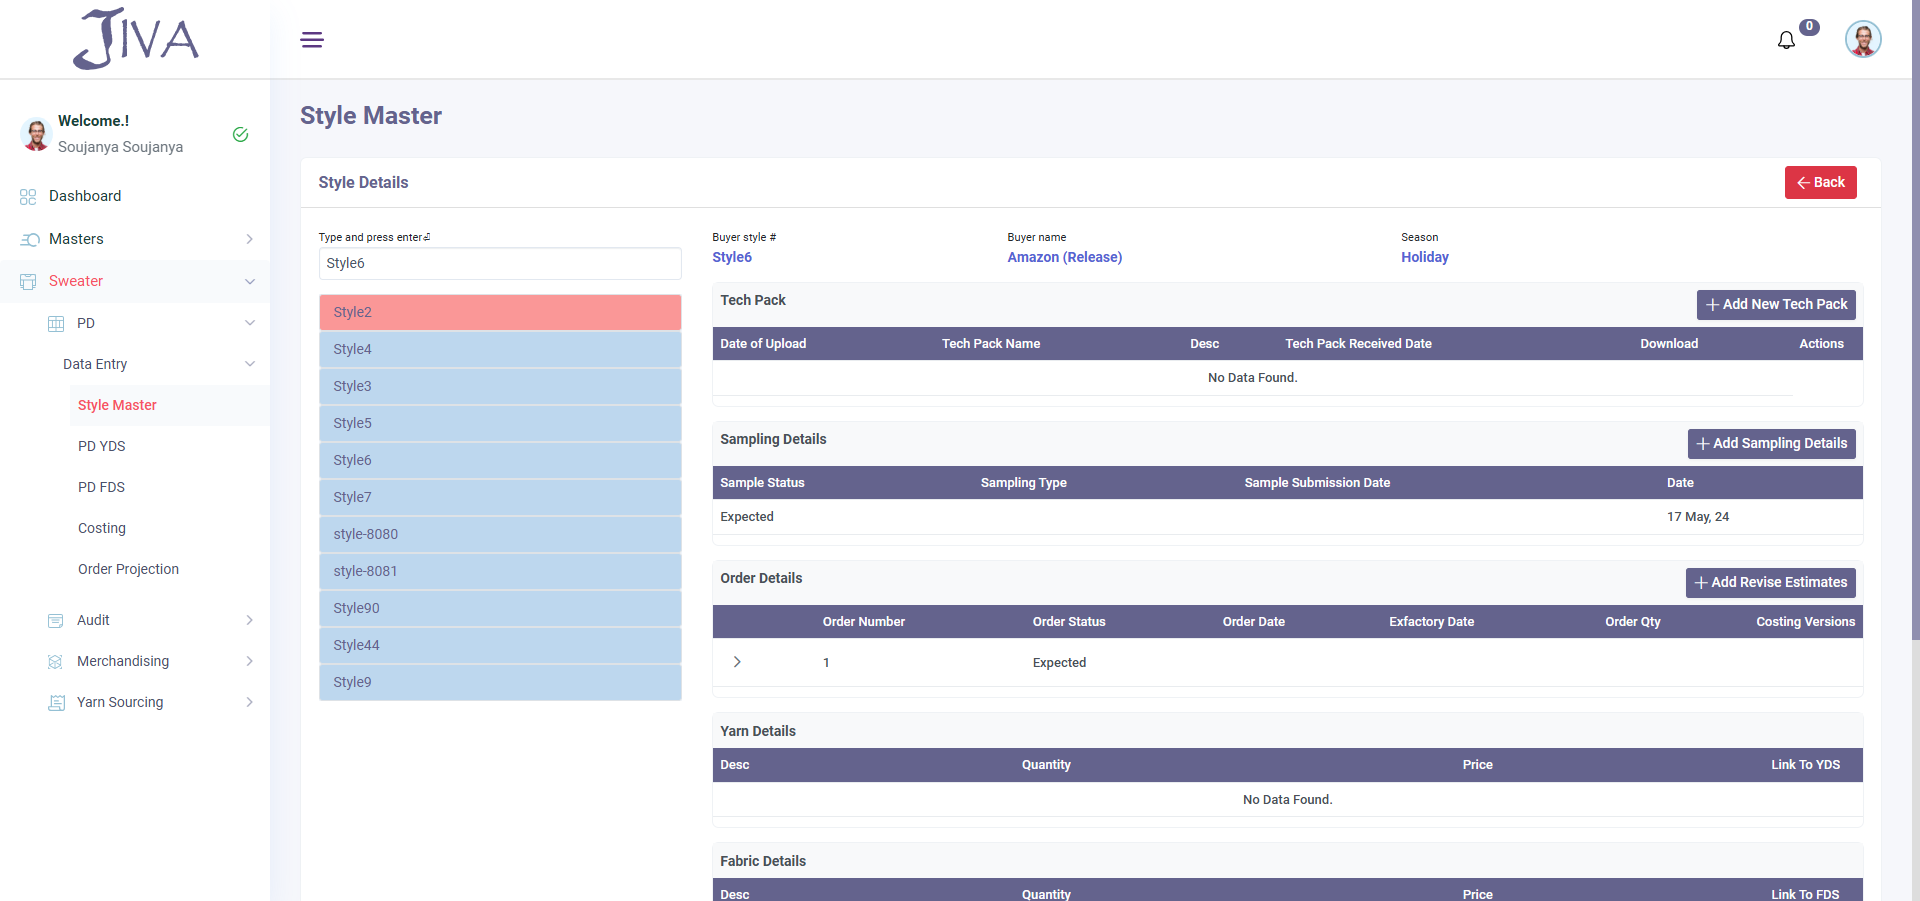 JIVA
0
Welcome.!
Soujanya Soujanya
Dashboard
Masters
Sweater
PD
Data Entry
Style Master
PD YDS
PD FDS
Costing
Order Projection
Audit
Merchandising
Yarn Sourcing
Style Master
Style Details
Back
Type and press enter⏎
Style6
Style2
Style4
Style3
Style5
Style6
Style7
style-8080
style-8081
Style90
Style44
Style9
Buyer style # Buyer name Season
Style6 Amazon (Release) Holiday
Tech Pack
Add New Tech Pack
Date of Upload Tech Pack Name Desc Tech Pack Received Date Download Actions
No Data Found.
Sampling Details
Add Sampling Details
Sample Status Sampling Type Sample Submission Date Date
Expected 17 May, 24
Order Details
Add Revise Estimates
Order Number Order Status Order Date Exfactory Date Order Qty Costing Versions
1 Expected
Yarn Details
Desc Quantity Price Link To YDS
No Data Found.
Fabric Details
Desc Quantity Price Link To FDS